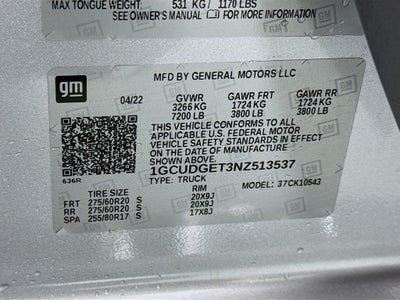 MAX TONGUE WEIGHT: 531 KG / 1170 LBS
SEE OWNER'S MANUAL FOR MORE INFORMATION
gm
MFD BY GENERAL MOTORS LLC
04/22 GVWR GAWR FRT GAWR RR
3266 KG 1724 KG 1724 KG
7200 LB 3800 LB 3800 LB
THIS VEHICLE CONFORMS TO ALL
APPLICABLE U.S. FEDERAL MOTOR
VEHICLE SAFETY STANDARDS IN EFFECT
ON THE DATE OF MANUFACTURE
SHOWN ABOVE.
1GCUDGET3NZ513537
636R
TYPE: TRUCK MODEL: 37CK10543
TIRE SIZE RIM
FRT 275/60R20 S 20X9J
RR 275/60R20 S 20X9J
SPA 255/80R17 S 17X8J